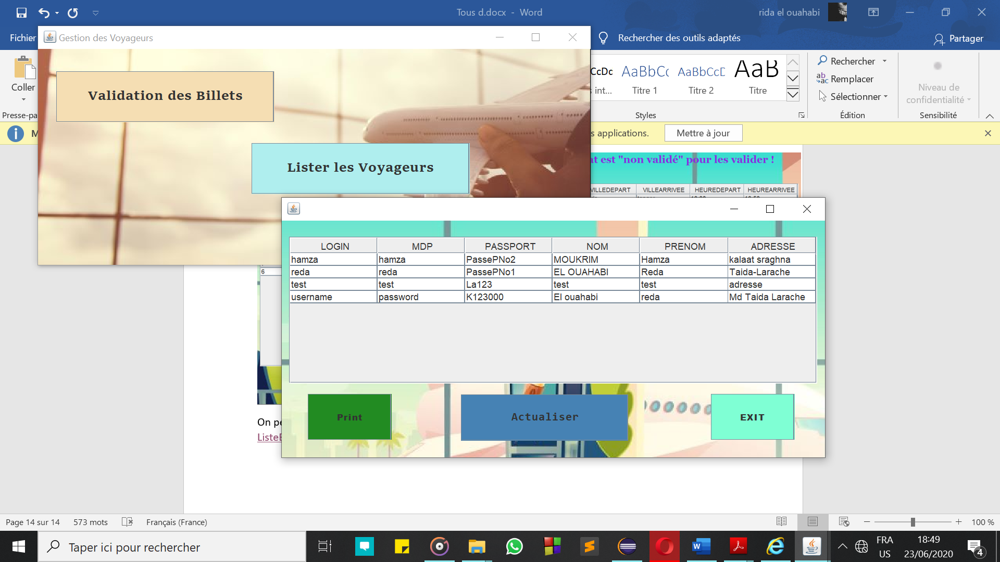 Tous d.docx - Word
rida el ouahabi
Fichier
Gestion des Voyageurs
Rechercher des outils adaptés
Partager
Coller
Presse-pa
Validation des Billets
Lister les Voyageurs
CcDc
AaBbCc
AaBbCcD
AaB
s int...
Titre 1
Titre 2
Titre
Styles
Rechercher
Remplacer
Sélectionner
Édition
Niveau de
confidentialité
Sensibilité
M
s applications.
Mettre à jour
at est "non validé" pour les valider !
VILLEDEPART VILLEARRIVEE HEUREDEPART HEUREARRIVEE
6
LOGIN MDP PASSPORT NOM PRENOM ADRESSE
hamza hamza PassePNo2 MOUKRIM Hamza kalaat sraghna
reda reda PassePNo1 EL OUAHABI Reda Taida-Larache
test test La123 test test adresse
username password K123000 El ouahabi reda Md Taida Larache
Print
Actualiser
EXIT
On pe
ListeE
Page 14 sur 14
573 mots
Français (France)
100 %
Taper ici pour rechercher
FRA
US
18:49
23/06/2020
4